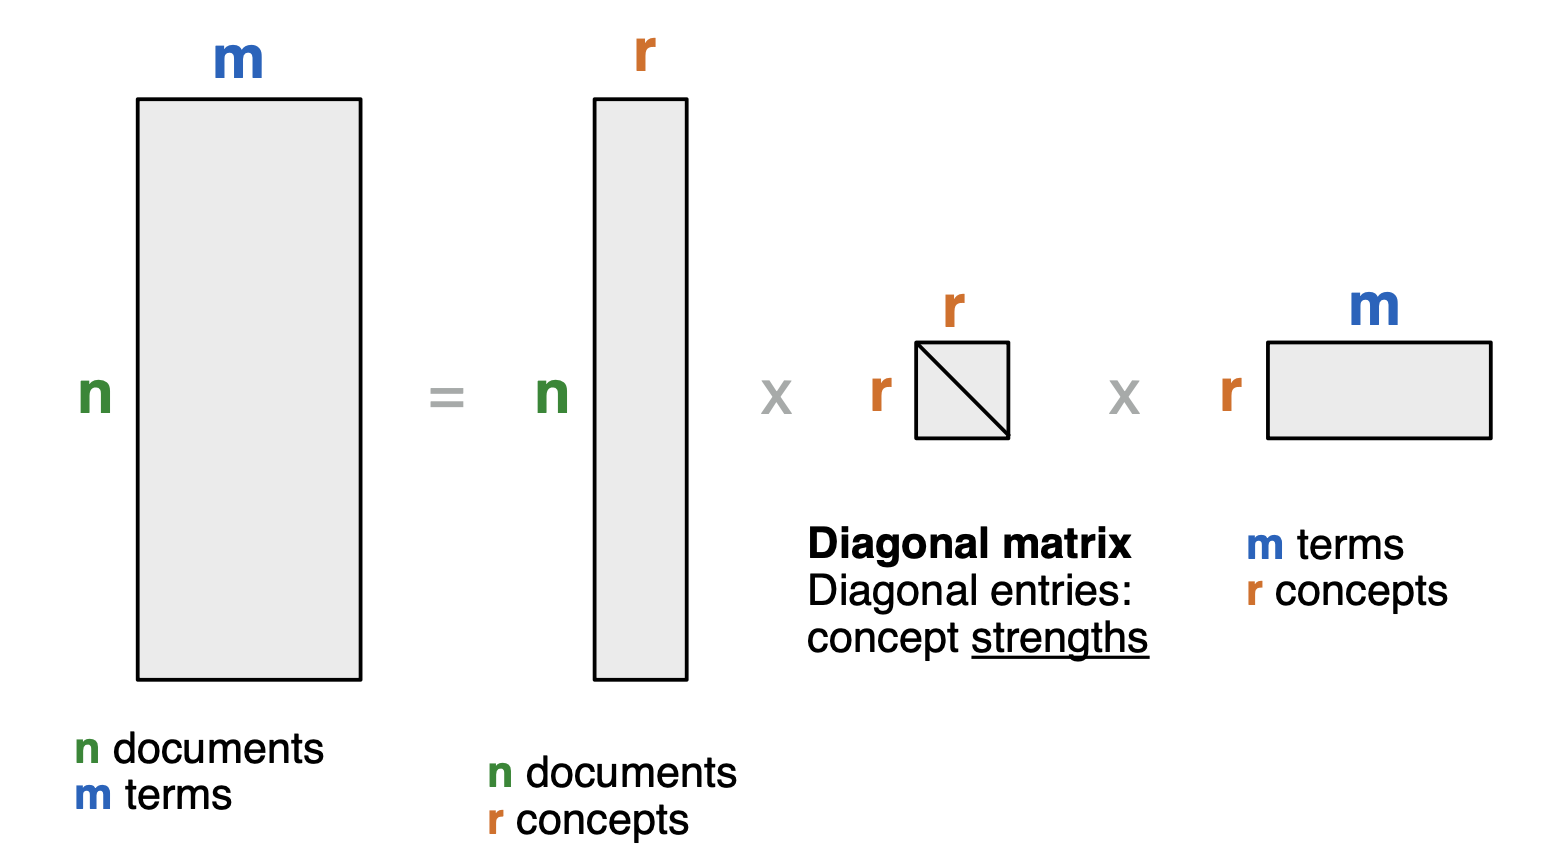 m
r
r
m
n
=
n
x
r
x
r
Diagonal matrix
Diagonal entries:
concept strengths
m terms
r concepts
n documents
m terms
n documents
r concepts